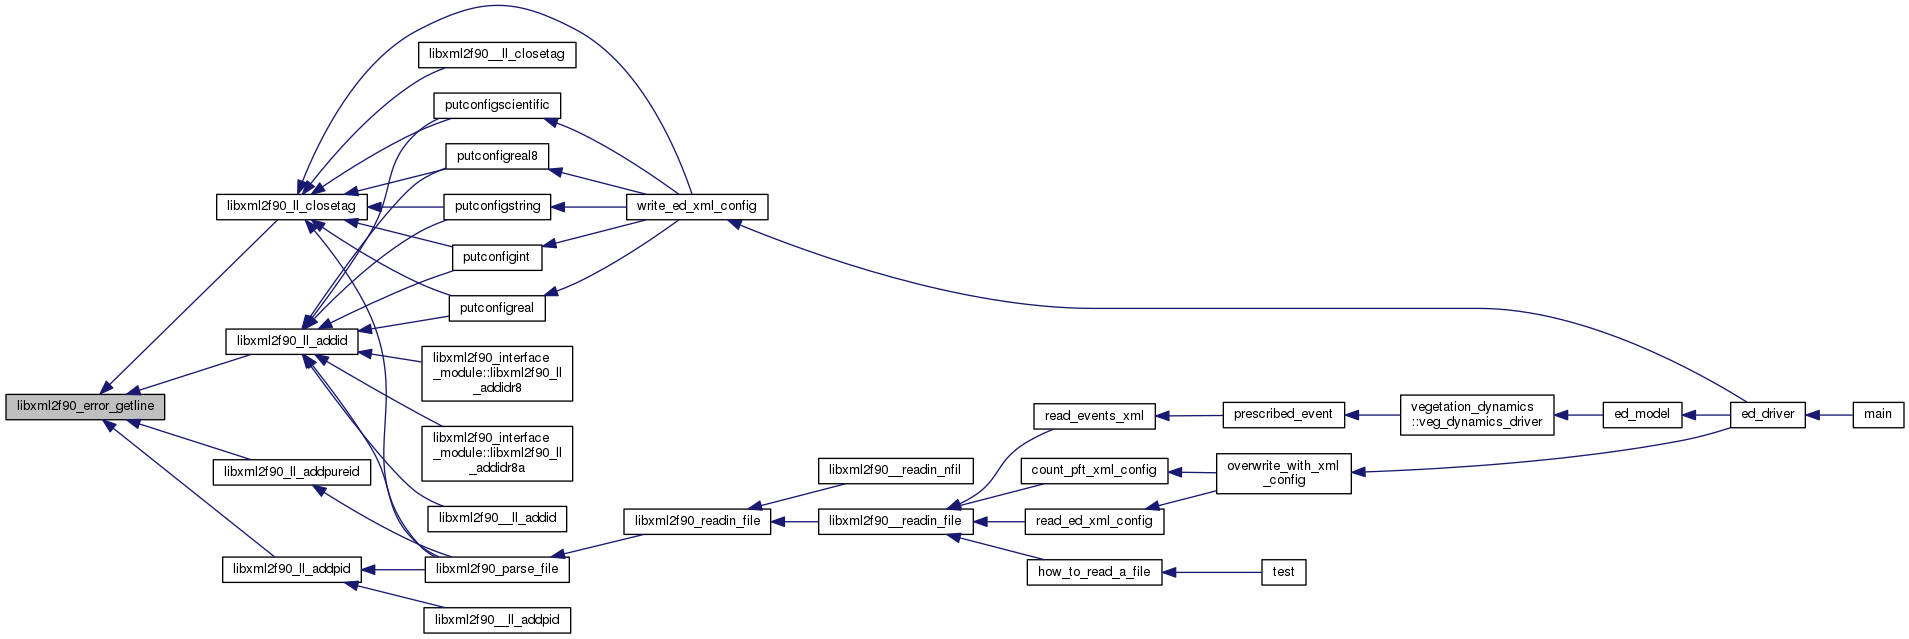 libxml2f90__ll_closetag
putconfigscientific
putconfigreal8
libxml2f90_ll_closetag
putconfigstring
write_ed_xml_config
putconfigint
putconfigreal
libxml2f90_ll_addid
libxml2f90_interface
_module::libxml2f90_ll
_addidr8
libxml2f90_error_getline
libxml2f90_interface
_module::libxml2f90_ll
_addidr8a
read_events_xml
prescribed_event
vegetation_dynamics
::veg_dynamics_driver
ed_model
ed_driver
main
libxml2f90_ll_addpureid
libxml2f90__readin_nfil
count_pft_xml_config
overwrite_with_xml
_config
libxml2f90__ll_addid
libxml2f90_readin_file
libxml2f90__readin_file
read_ed_xml_config
libxml2f90_ll_addpid
libxml2f90_parse_file
how_to_read_a_file
test
libxml2f90__ll_addpid